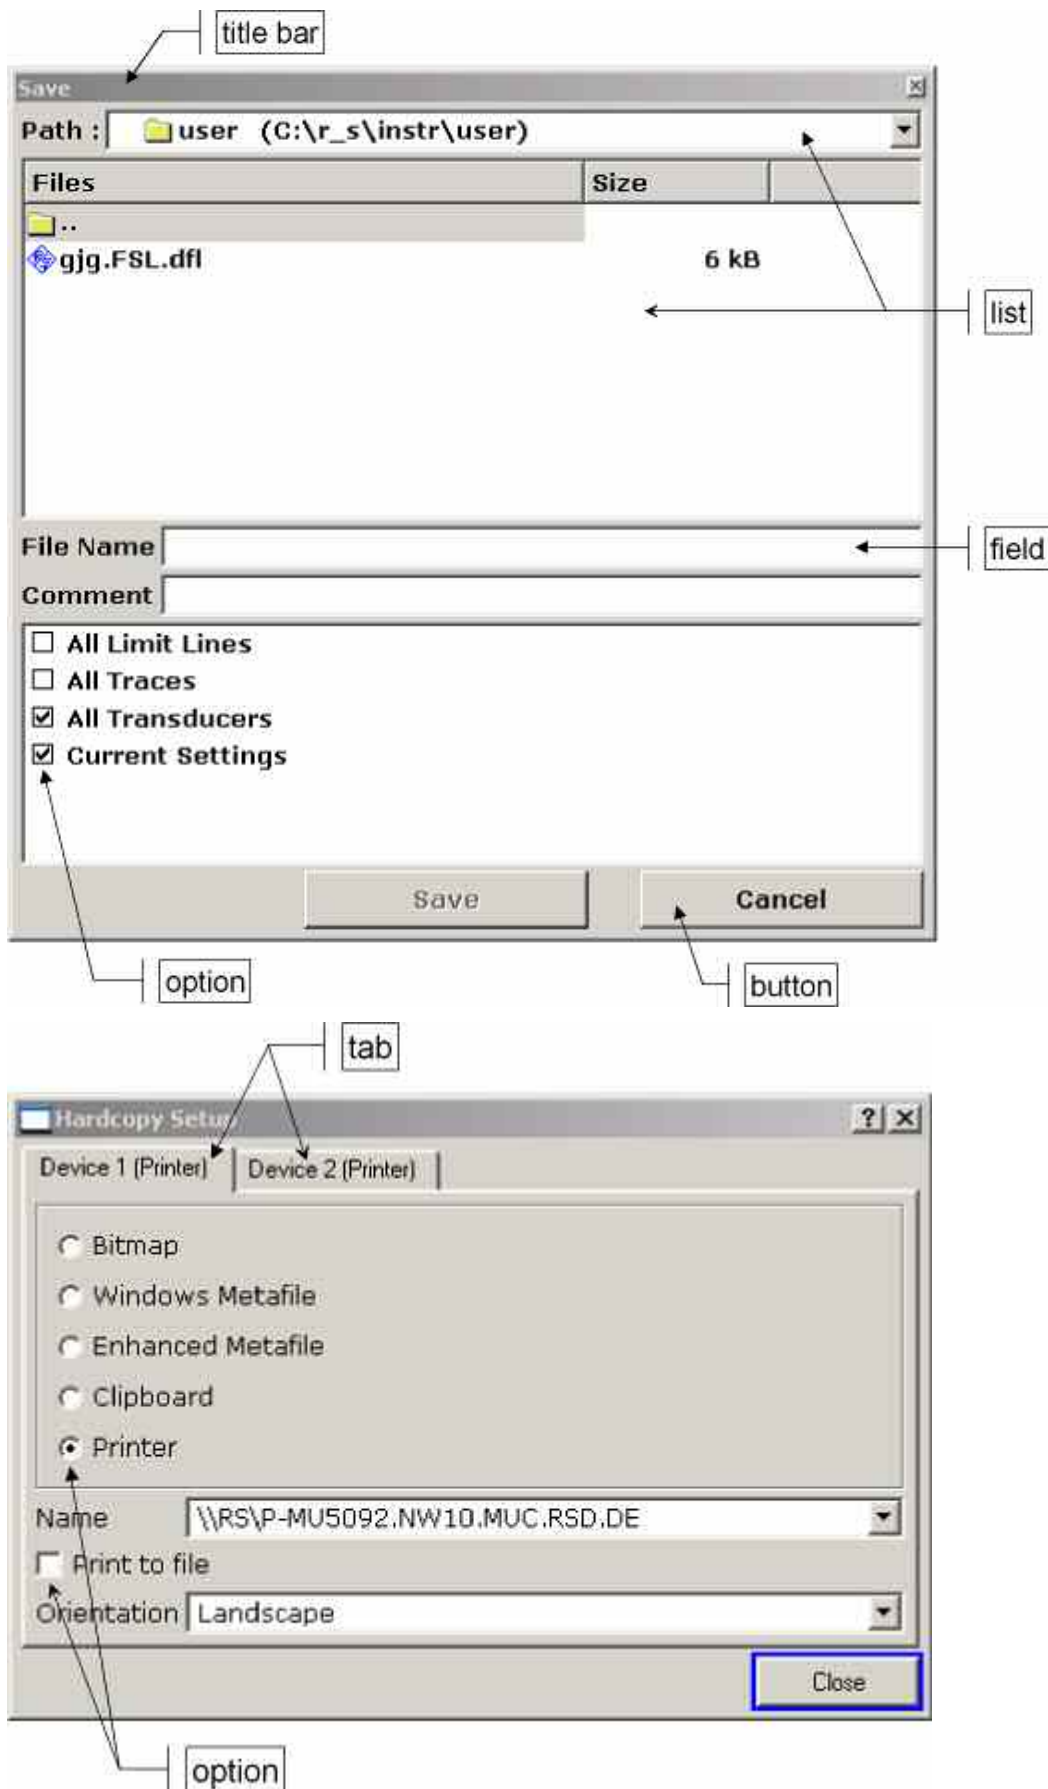 title bar
Save
Path : user (C:\r_s\instr\user)
Files Size
..
gjg.FSL.dfl 6 kB
list
File Name
field
Comment
All Limit Lines
All Traces
All Transducers
Current Settings
Save Cancel
option button
tab
Hardcopy Setup
Device 1 (Printer) Device 2 (Printer)
Bitmap
Windows Metafile
Enhanced Metafile
Clipboard
Printer
Name \\RS\P-MU5092.NW10.MUC.RSD.DE
Print to file
Orientation Landscape
Close
option